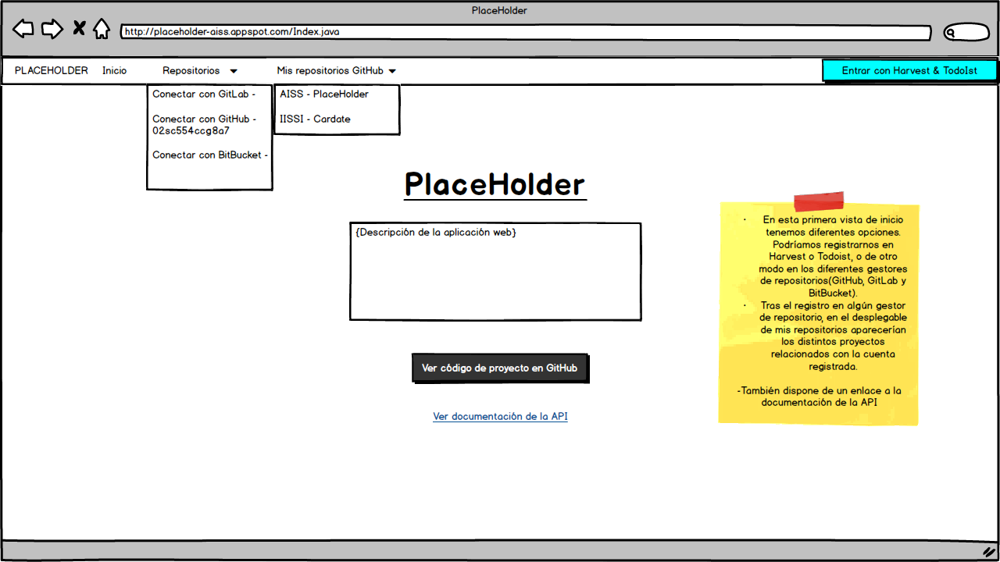 PlaceHolder
http://placeholder-aiss.appspot.com/Index.java
PLACEHOLDER Inicio Repositorios Mis repositorios GitHub Entrar con Harvest & TodoIst
Conectar con GitLab -
Conectar con GitHub -
02sc554ccg8a7
Conectar con BitBucket -
AISS - PlaceHolder
IISSI - Cardate
PlaceHolder
{Descripción de la aplicación web}
Ver código de proyecto en GitHub
Ver documentación de la API
• En esta primera vista de inicio
tenemos diferentes opciones.
Podríamos registrarnos en
Harvest o Todoist, o de otro
modo en los diferentes gestores
de repositorios(GitHub, GitLab y
BitBucket).
• Tras el registro en algún gestor
de repositorio, en el desplegable
de mis repositorios aparecerían
los distintos proyectos
relacionados con la cuenta
registrada.
-También dispone de un enlace a la
documentación de la API